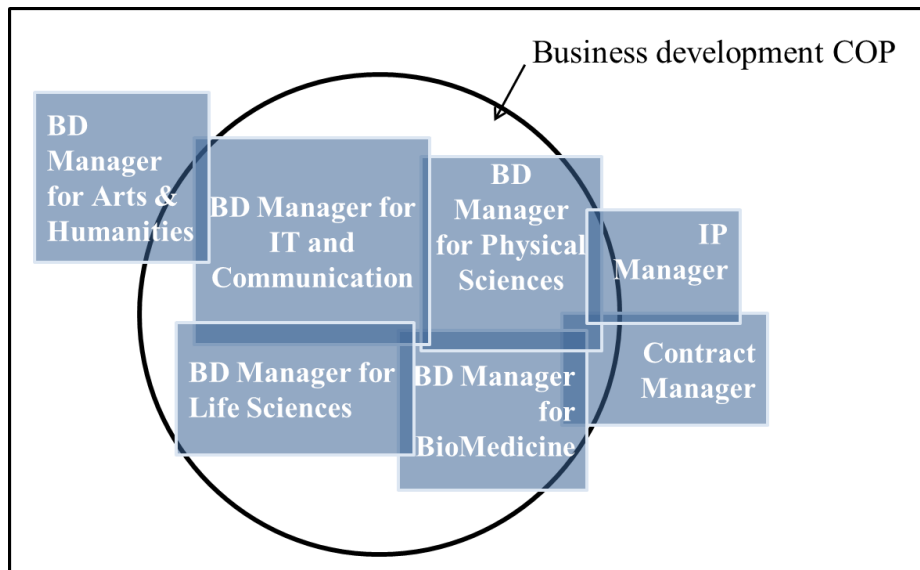 Business development COP
BD
Manager
for Arts &
Humanities
BD Manager for
IT and
Communication
BD
Manager
for Physical
Sciences
IP
Manager
BD Manager for
Life Sciences
BD Manager
for
BioMedicine
Contract
Manager